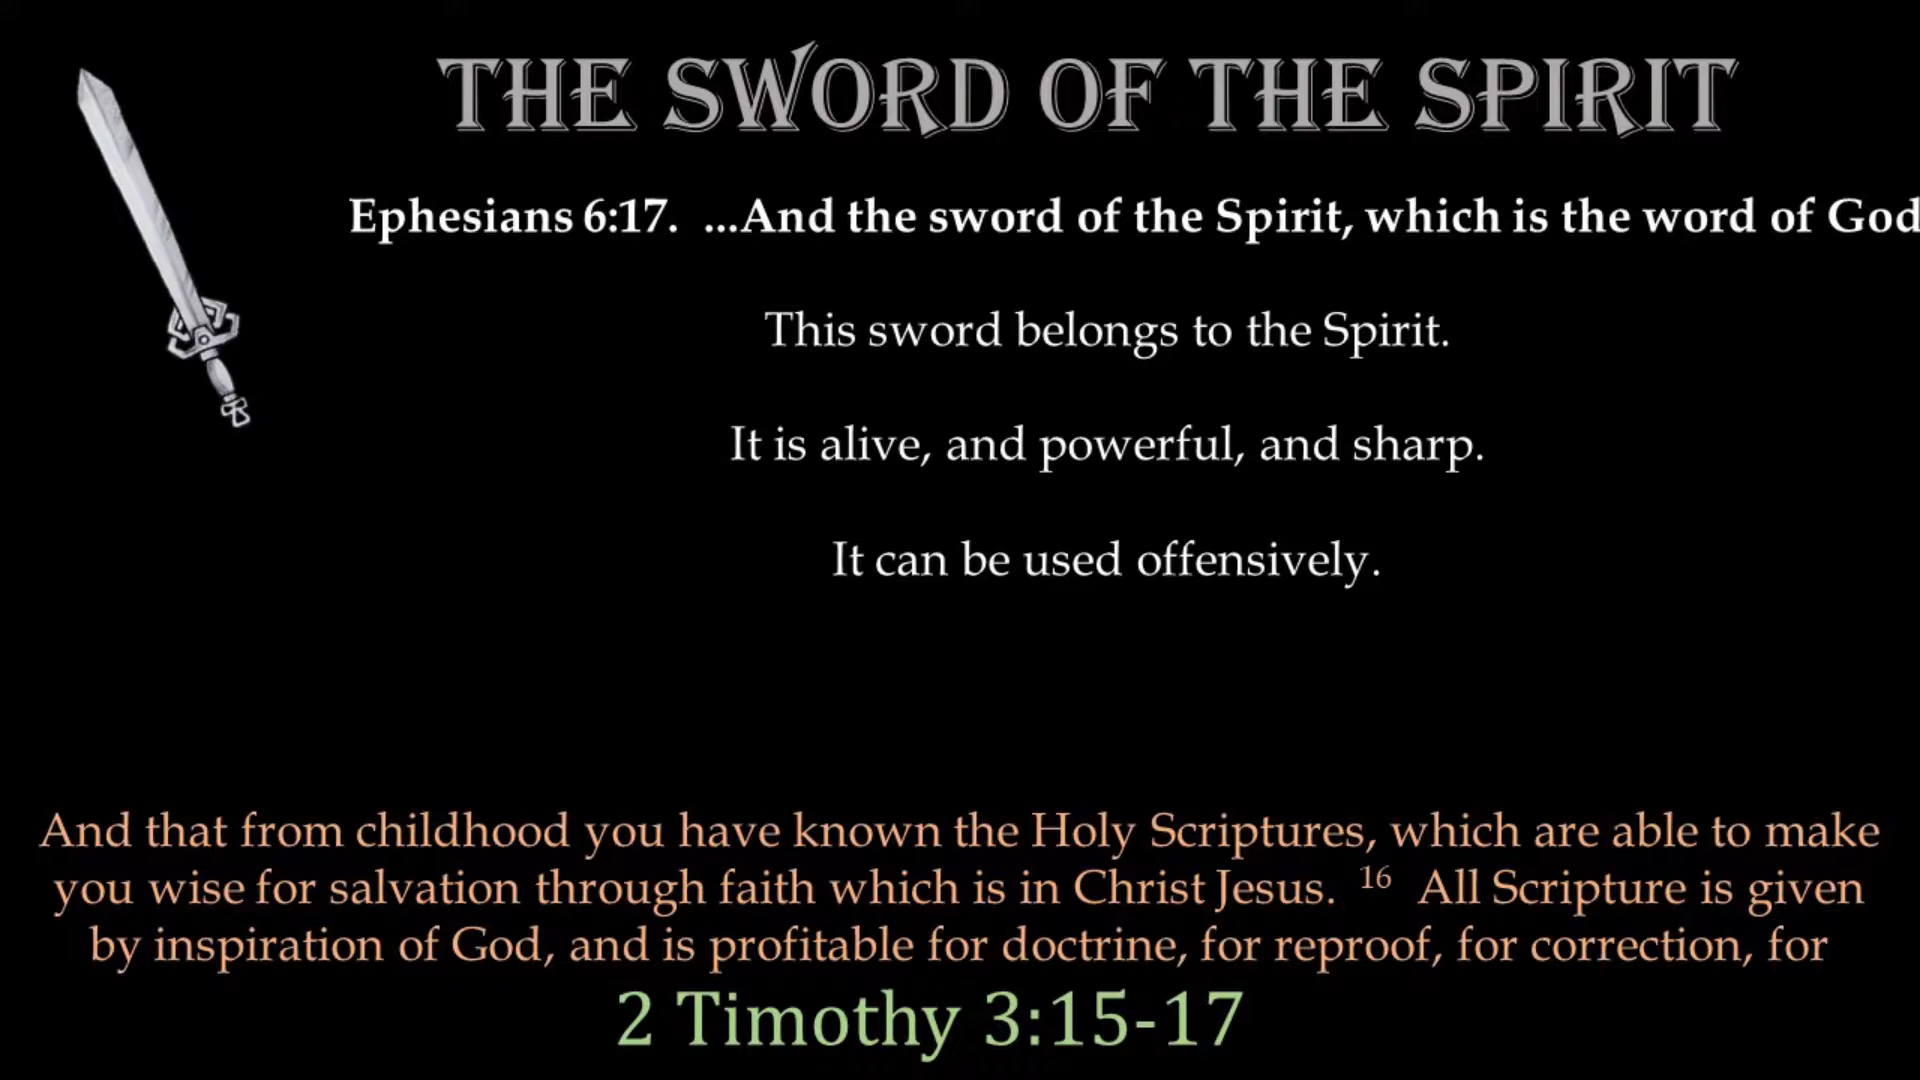 THE SWORD OF THE SPIRIT
Ephesians 6:17. ...And the sword of the Spirit, which is the word of God
This sword belongs to the Spirit.
It is alive, and powerful, and sharp.
It can be used offensively.
And that from childhood you have known the Holy Scriptures, which are able to make
you wise for salvation through faith which is in Christ Jesus. 16 All Scripture is given
by inspiration of God, and is profitable for doctrine, for reproof, for correction, for
2 Timothy 3:15-17